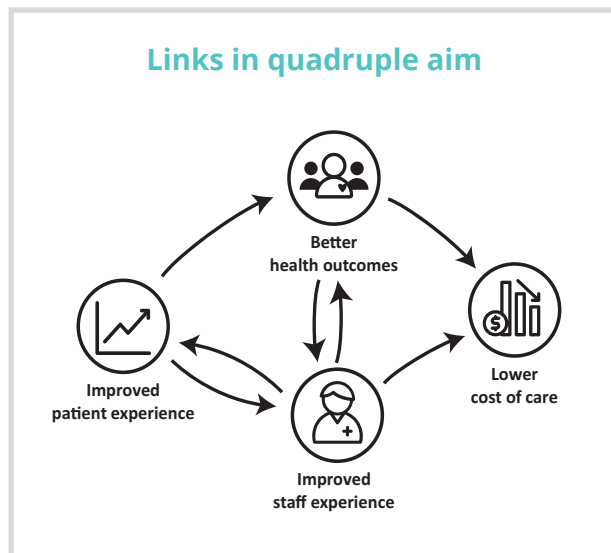 Links in quadruple aim
Better
health outcomes
$
Lower
cost of care
Improved
patient experience
Improved
staff experience